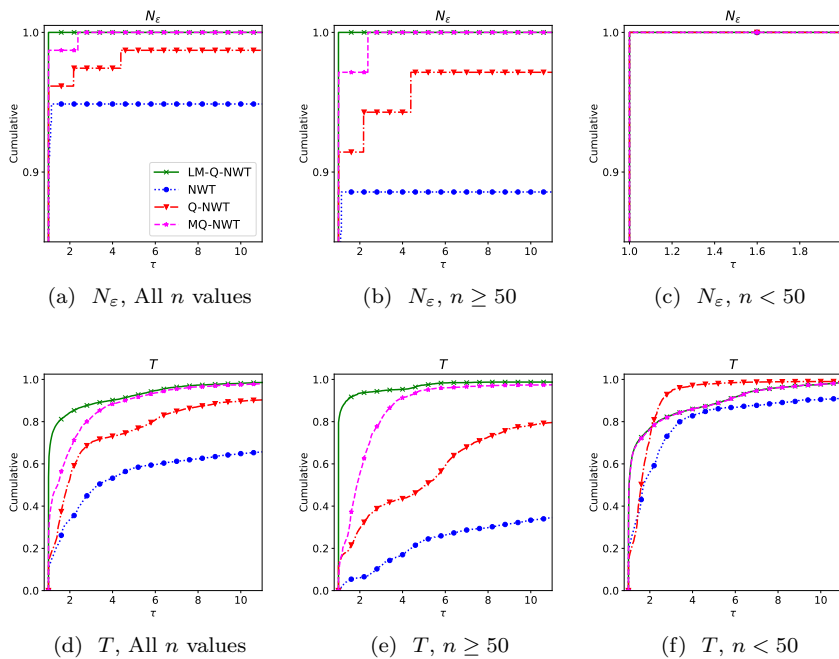 N_ε
N_ε
N_ε
1.0
0.9
Cumulative
LM-Q-NWT
NWT
Q-NWT
MQ-NWT
2 4 6 8 10
τ
1.0
0.9
Cumulative
2 4 6 8 10
τ
1.0
0.9
Cumulative
1.0 1.2 1.4 1.6 1.8
τ
(a) N_ε, All n values
(b) N_ε, n ≥ 50
(c) N_ε, n < 50
T
T
T
1.0
0.8
0.6
0.4
0.2
0.0
Cumulative
2 4 6 8 10
τ
1.0
0.8
0.6
0.4
0.2
0.0
Cumulative
2 4 6 8 10
τ
1.0
0.8
0.6
0.4
0.2
0.0
Cumulative
2 4 6 8 10
τ
(d) T, All n values
(e) T, n ≥ 50
(f) T, n < 50